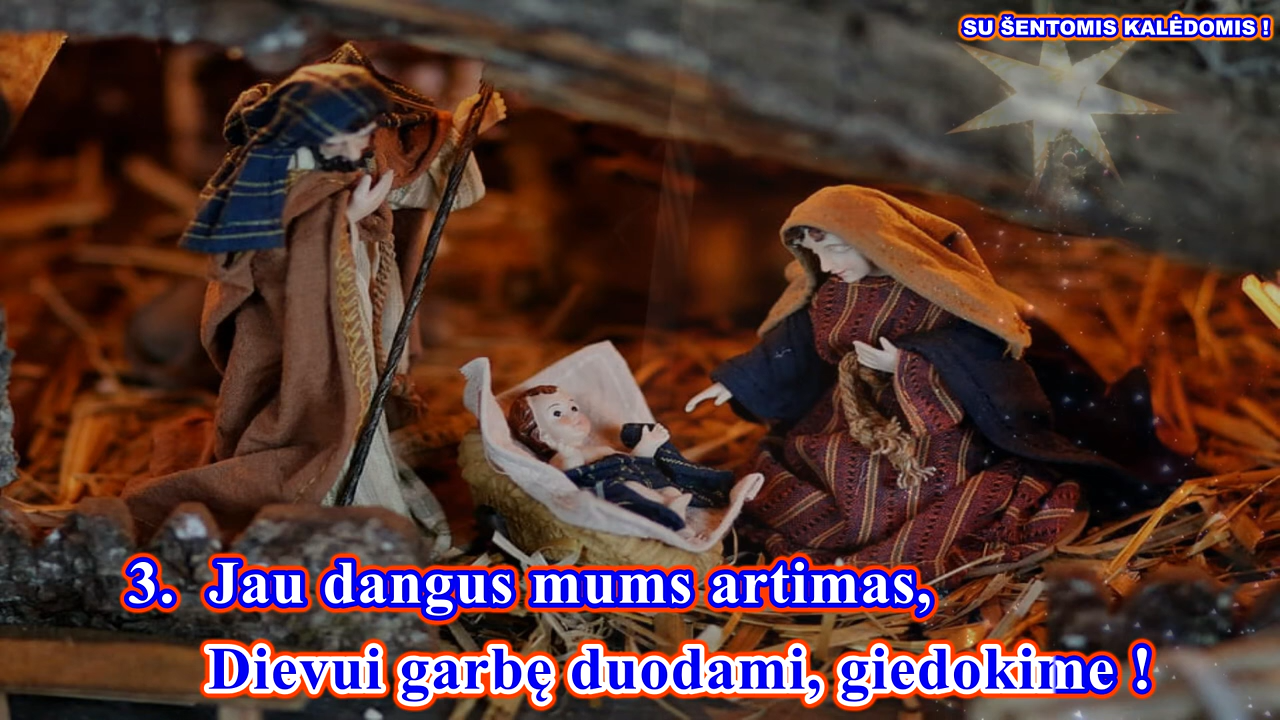 SU ŠENTOMIS KALĖDOMIS !
3. Jau dangus mums artimas,
Dievui garbę duodami, giedokime !